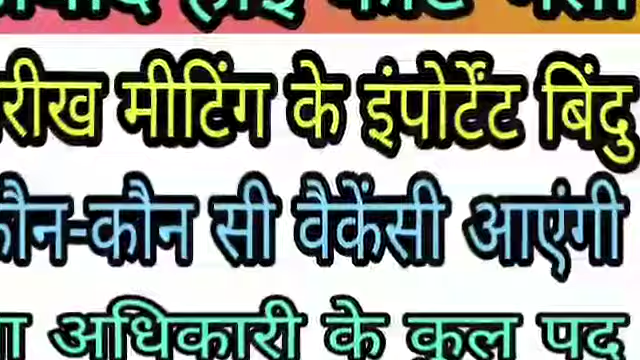 हाई कोर्ट
मीटिंग के इंपोर्टेंट बिंदु
कौन-कौन सी वैकेंसी आएंगी
अधिकारी के कुल पद